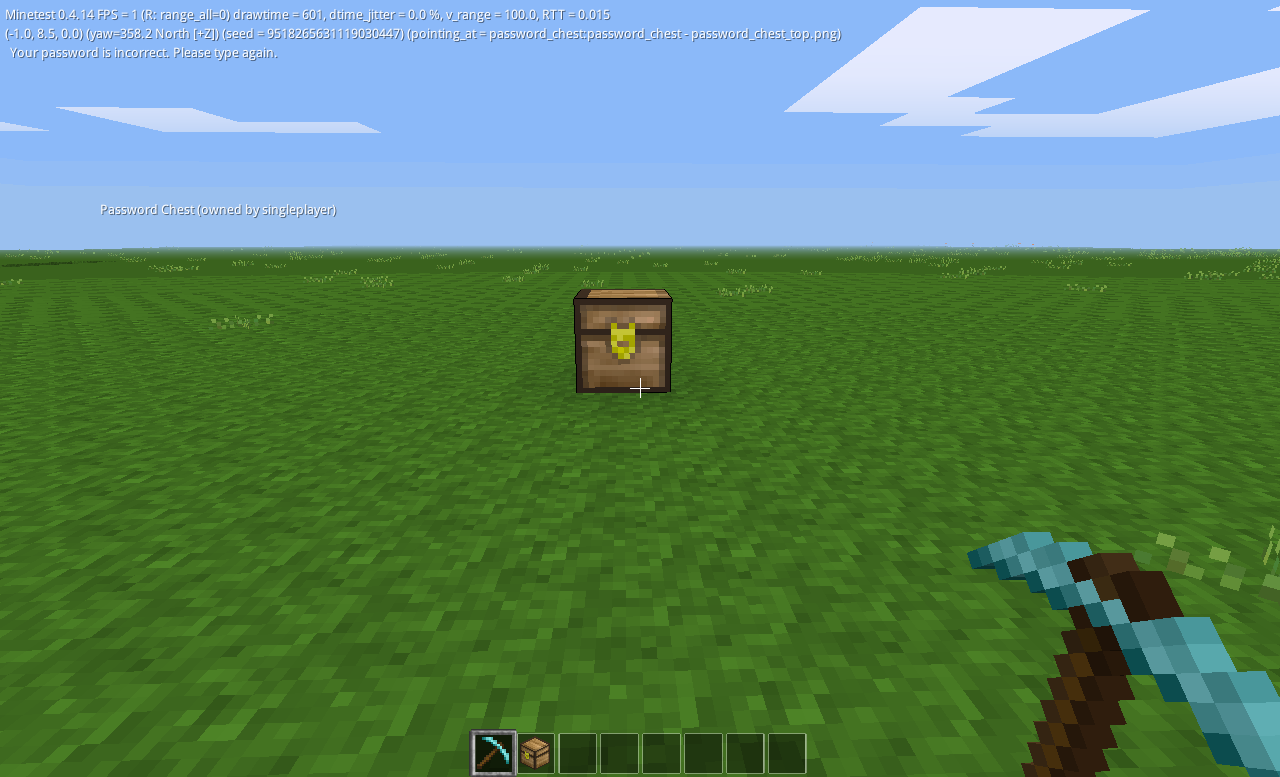 Minetest 0.4.14 FPS = 1 (R: range_all=0) drawtime = 601, dtime_jitter = 0.0 %, v_range = 100.0, RTT = 0.015
(-1.0, 8.5, 0.0) (yaw=358.2 North [+Z]) (seed = 9518265631119030447) (pointing_at = password_chest:password_chest - password_chest_top.png)
Your password is incorrect. Please type again.
Password Chest (owned by singleplayer)